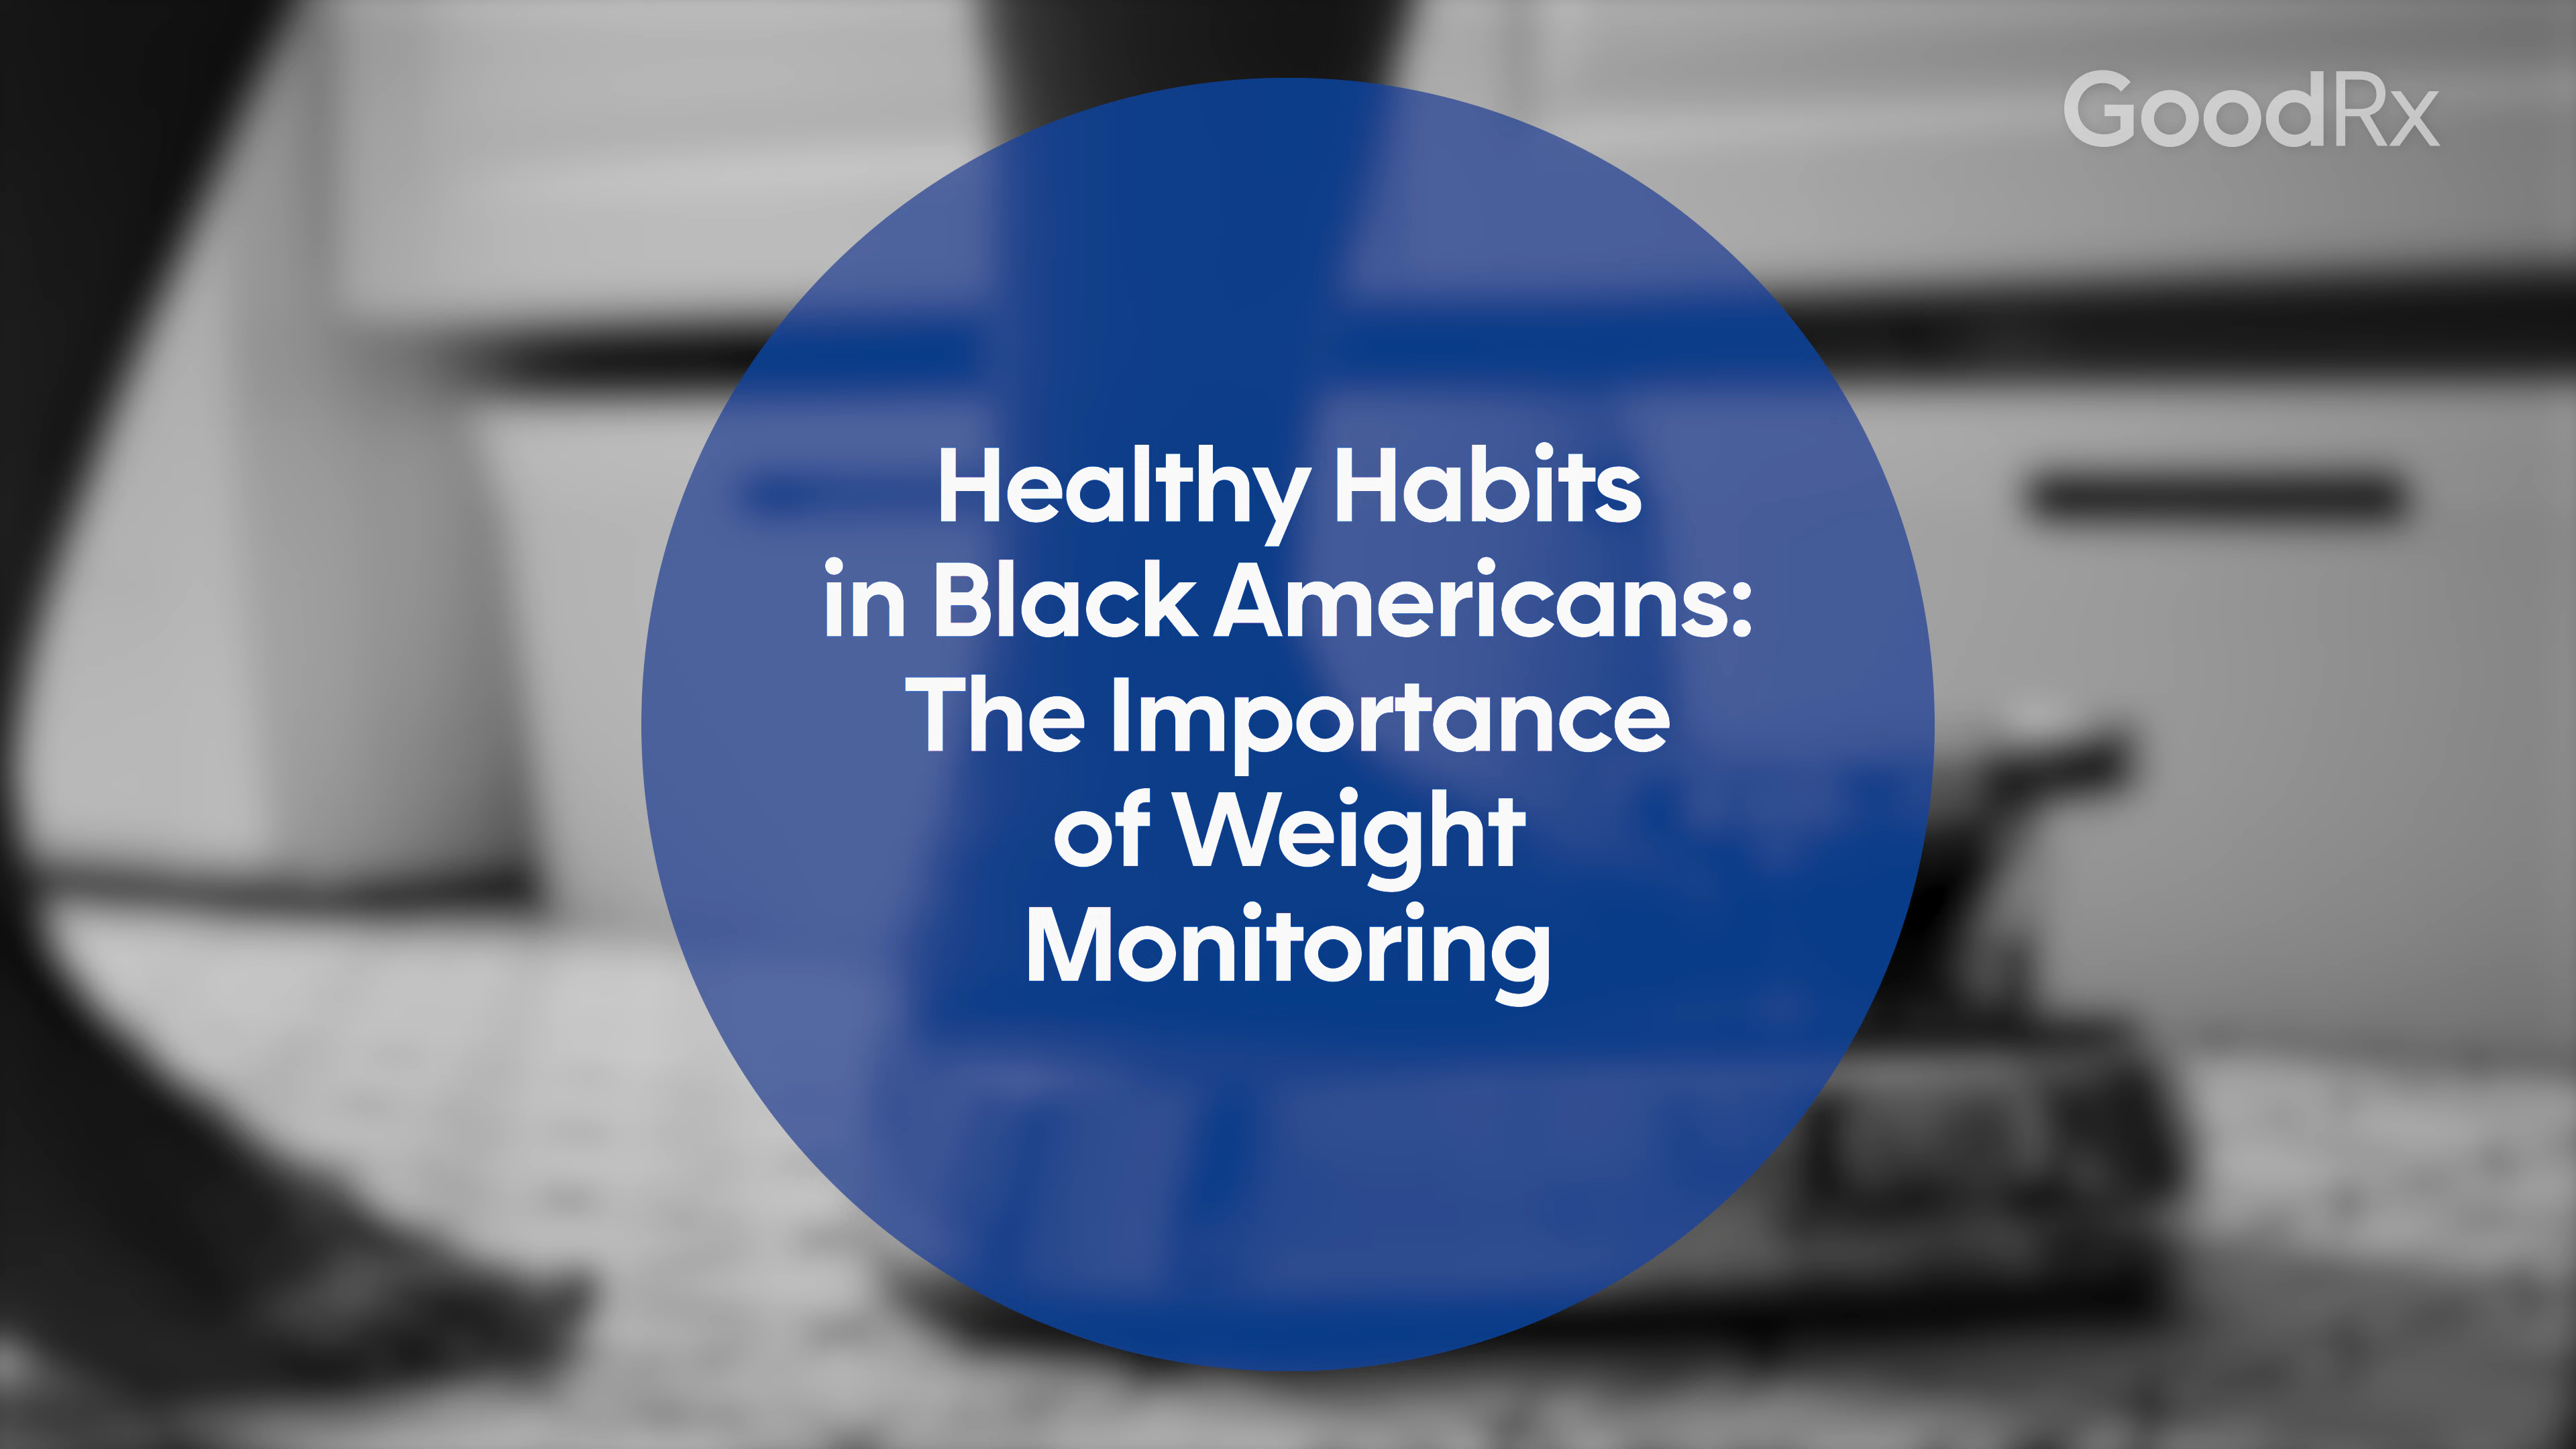 GoodRx
Healthy Habits
in Black Americans:
The Importance
of Weight
Monitoring